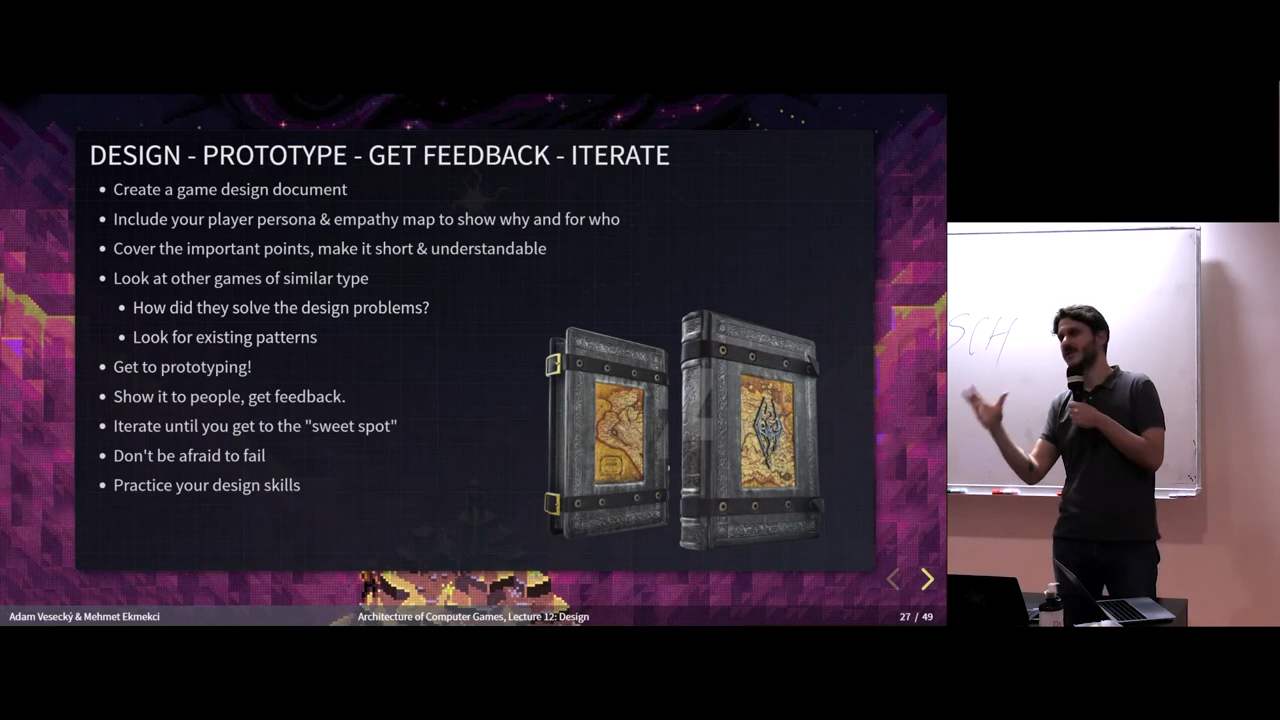 DESIGN - PROTOTYPE - GET FEEDBACK - ITERATE
• Create a game design document
• Include your player persona & empathy map to show why and for who
• Cover the important points, make it short & understandable
• Look at other games of similar type
• How did they solve the design problems?
• Look for existing patterns
• Get to prototyping!
• Show it to people, get feedback.
• Iterate until you get to the "sweet spot"
• Don't be afraid to fail
• Practice your design skills
SCH
Adam Vesecký & Mehmet Ekmekci
Architecture of Computer Games, Lecture 12: Design
27 / 49